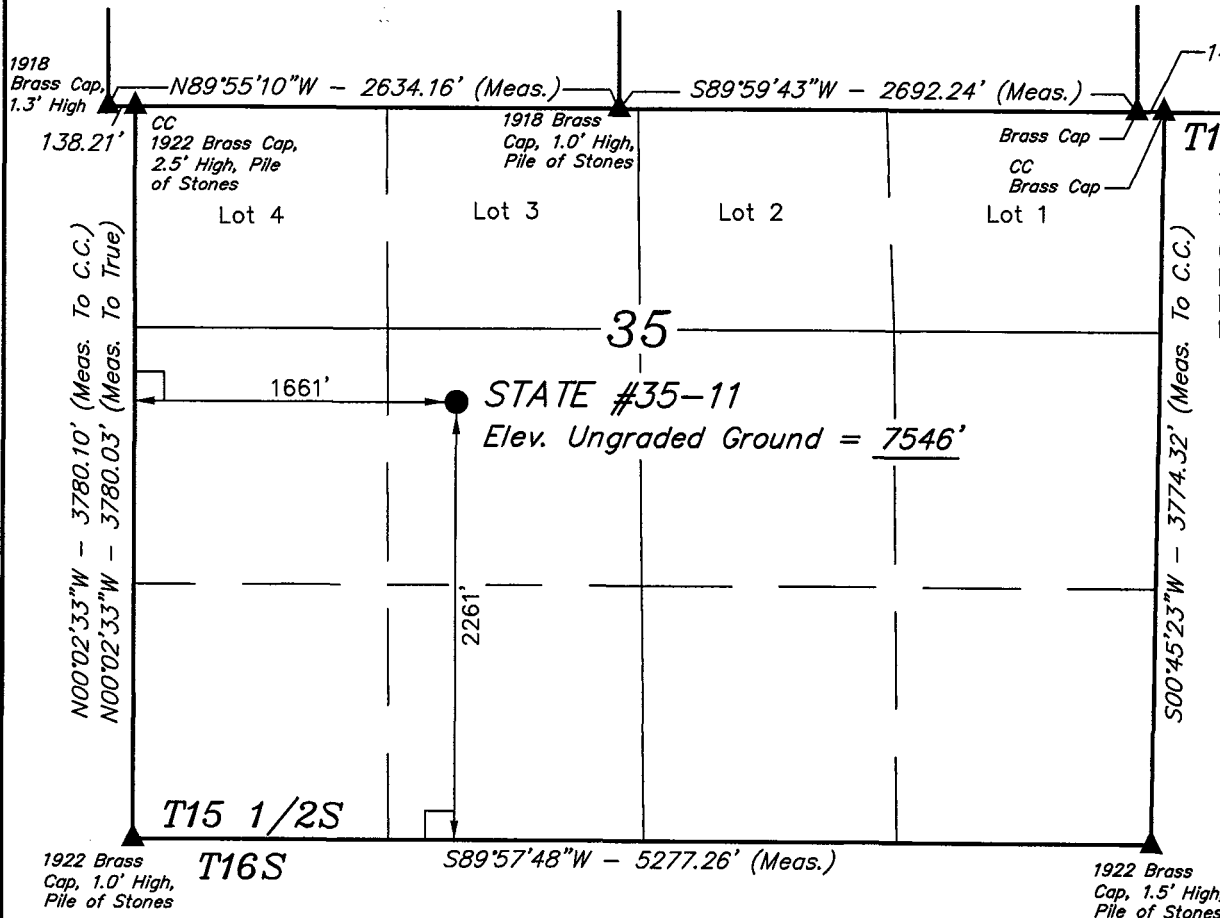 1918
Brass Cap,
1.3' High
N89°55'10"W – 2634.16' (Meas.)
S89°59'43"W – 2692.24' (Meas.)
138.21'
CC
1922 Brass Cap,
2.5' High, Pile
of Stones
1918 Brass
Cap, 1.0' High,
Pile of Stones
Brass Cap
CC
Brass Cap
Lot 4
Lot 3
Lot 2
Lot 1
N00°02'33"W – 3780.10' (Meas. To C.C.)
N00°02'33"W – 3780.03' (Meas. To True)
35
1661'
STATE #35-11
Elev. Ungraded Ground = 7546'
2261'
S00°45'23"W – 3774.32' (Meas. To C.C.)
T15 1/2S
T16S
S89°57'48"W – 5277.26' (Meas.)
1922 Brass
Cap, 1.0' High,
Pile of Stones
1922 Brass
Cap, 1.5' High,
Pile of Stones